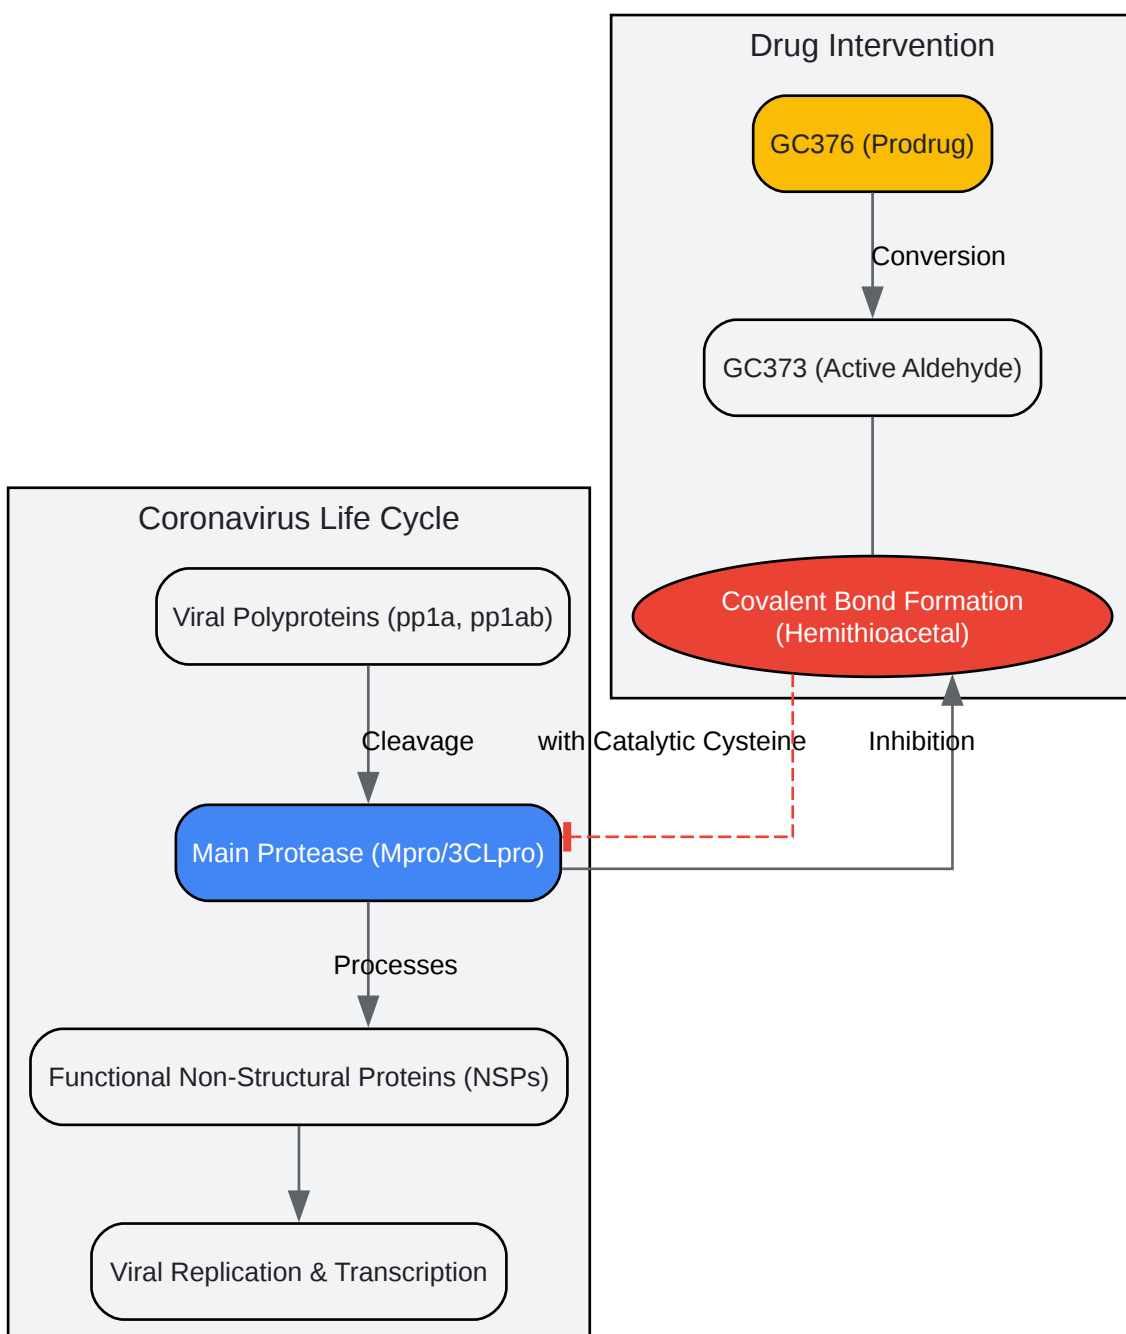 Drug Intervention
GC376 (Prodrug)
Conversion
GC373 (Active Aldehyde)
Covalent Bond Formation
(Hemithioacetal)
Coronavirus Life Cycle
Viral Polyproteins (pp1a, pp1ab)
Cleavage
with Catalytic Cysteine
Inhibition
Main Protease (Mpro/3CLpro)
Processes
Functional Non-Structural Proteins (NSPs)
Viral Replication & Transcription